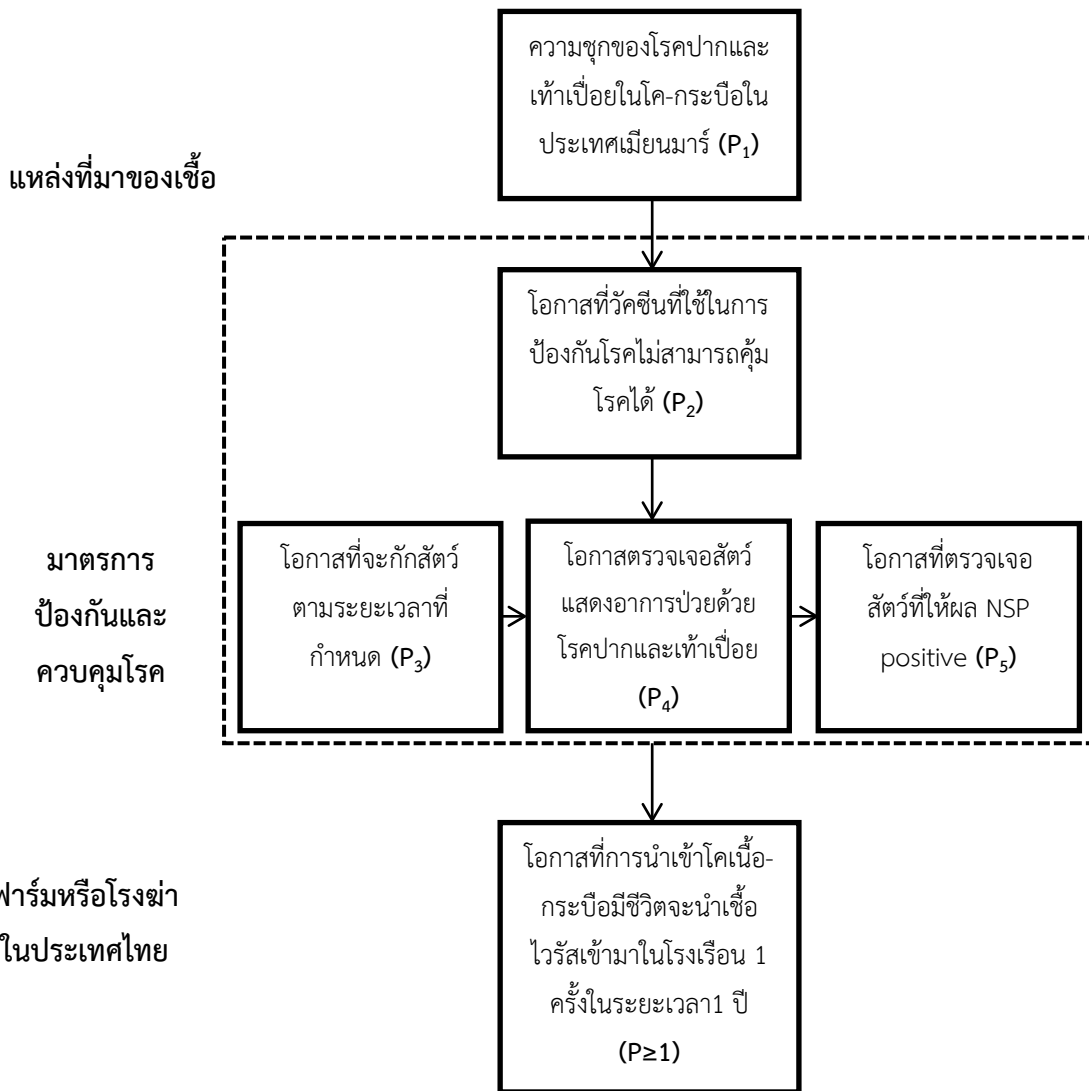 ความชุกของโรคปากและ
เท้าเปื่อยในโค-กระบือใน
ประเทศเมียนมาร์ (P₁)
แหล่งที่มาของเชื้อ
โอกาสที่วัคซีนที่ใช้ในการ
ป้องกันโรคไม่สามารถคุ้ม
โรคได้ (P₂)
มาตรการ
ป้องกันและ
ควบคุมโรค
โอกาสที่จะกักสัตว์
ตามระยะเวลาที่
กำหนด (P₃)
โอกาสตรวจเจอสัตว์
แสดงอาการป่วยด้วย
โรคปากและเท้าเปื่อย
(P₄)
โอกาสที่ตรวจเจอ
สัตว์ที่ให้ผล NSP
positive (P₅)
ฟาร์มหรือโรงฆ่า
ในประเทศไทย
โอกาสที่การนำเข้าโคเนื้อ-
กระบือมีชีวิตจะนำเชื้อ
ไวรัสเข้ามาในโรงเรือน 1
ครั้งในระยะเวลา1 ปี
(P≥1)